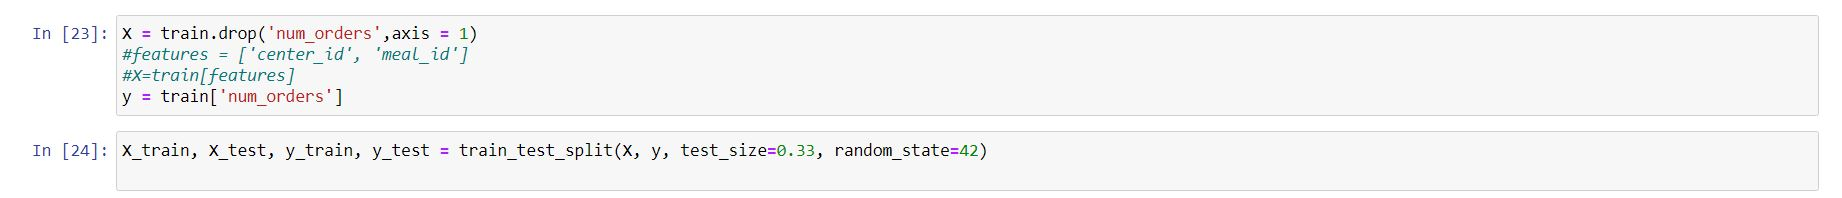 In [23]: X = train.drop('num_orders',axis = 1)
#features = ['center_id', 'meal_id']
#X=train[features]
y = train['num_orders']
In [24]: X_train, X_test, y_train, y_test = train_test_split(X, y, test_size=0.33, random_state=42)